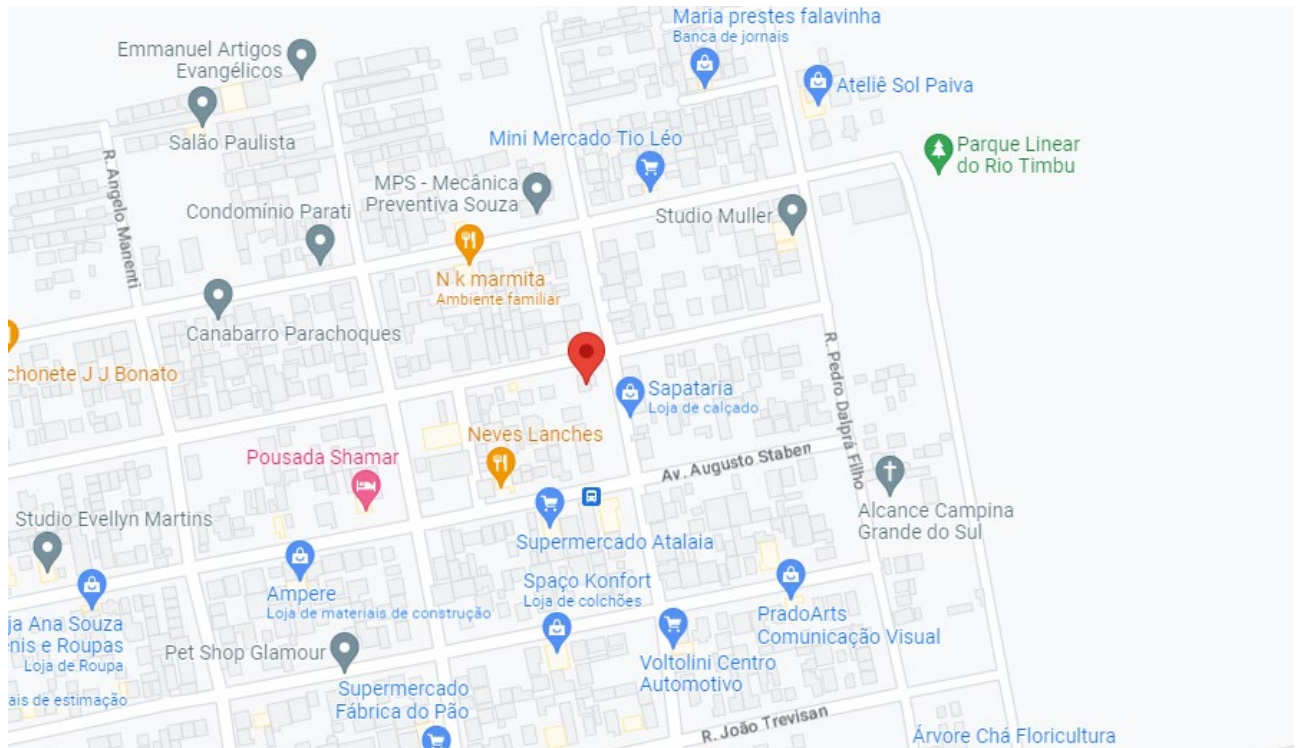 Maria prestes falavinha
Banca de jornais
Emmanuel Artigos
Evangélicos
Ateliê Sol Paiva
Salão Paulista
Mini Mercado Tio Léo
Parque Linear
do Rio Timbu
R. Angelo Manenti
MPS - Mecânica
Preventiva Souza
Condomínio Parati
Studio Muller
N k marmita
Ambiente familiar
Canabarro Parachoques
chonete J J Bonato
R. Pedro Dalprá Filho
Sapataria
Loja de calçado
Neves Lanches
Pousada Shamar
Av. Augusto Staben
Studio Evellyn Martins
Alcance Campina
Grande do Sul
Supermercado Atalaia
Ampere
Loja de materiais de construção
Spaço Konfort
Loja de colchões
PradoArts
Comunicação Visual
ja Ana Souza
ênis e Roupas
Loja de Roupa
Pet Shop Glamour
Voltolini Centro
Automotivo
ais de estimação
Supermercado
Fábrica do Pão
R. João Trevisan
Árvore Chá Floricultura